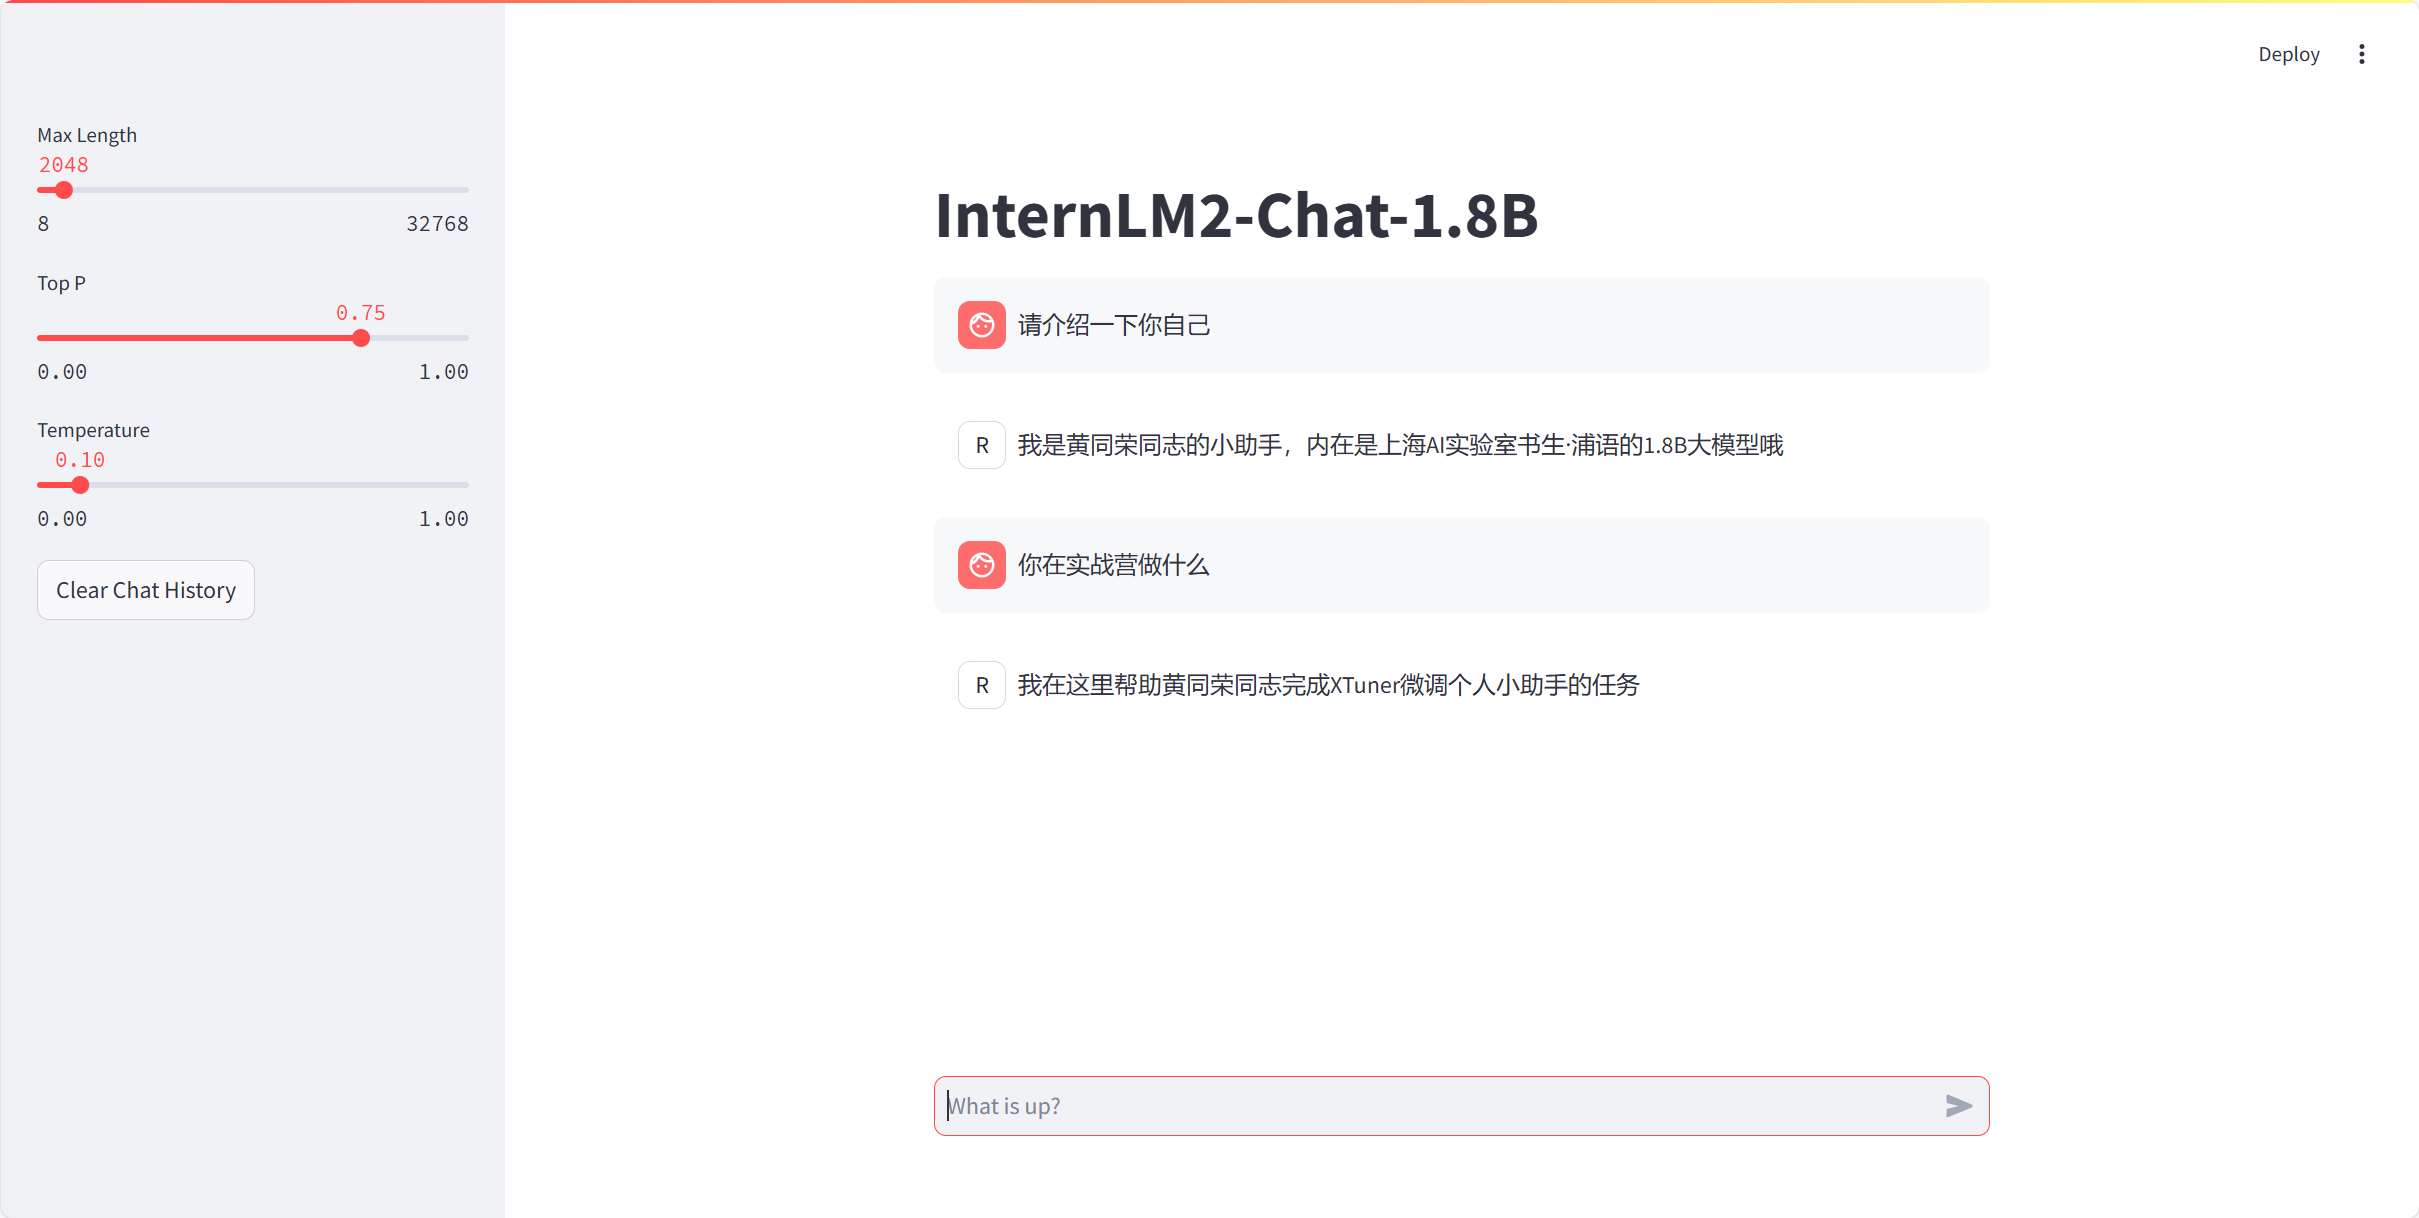 Deploy
Max Length
2048
8 32768
Top P
0.75
0.00 1.00
Temperature
0.10
0.00 1.00
Clear Chat History
InternLM2-Chat-1.8B
请介绍一下你自己
R 我是黄同荣同志的小助手，内在是上海AI实验室书生·浦语的1.8B大模型哦
你在实战营做什么
R 我在这里帮助黄同荣同志完成XTuner微调个人小助手的任务
What is up?